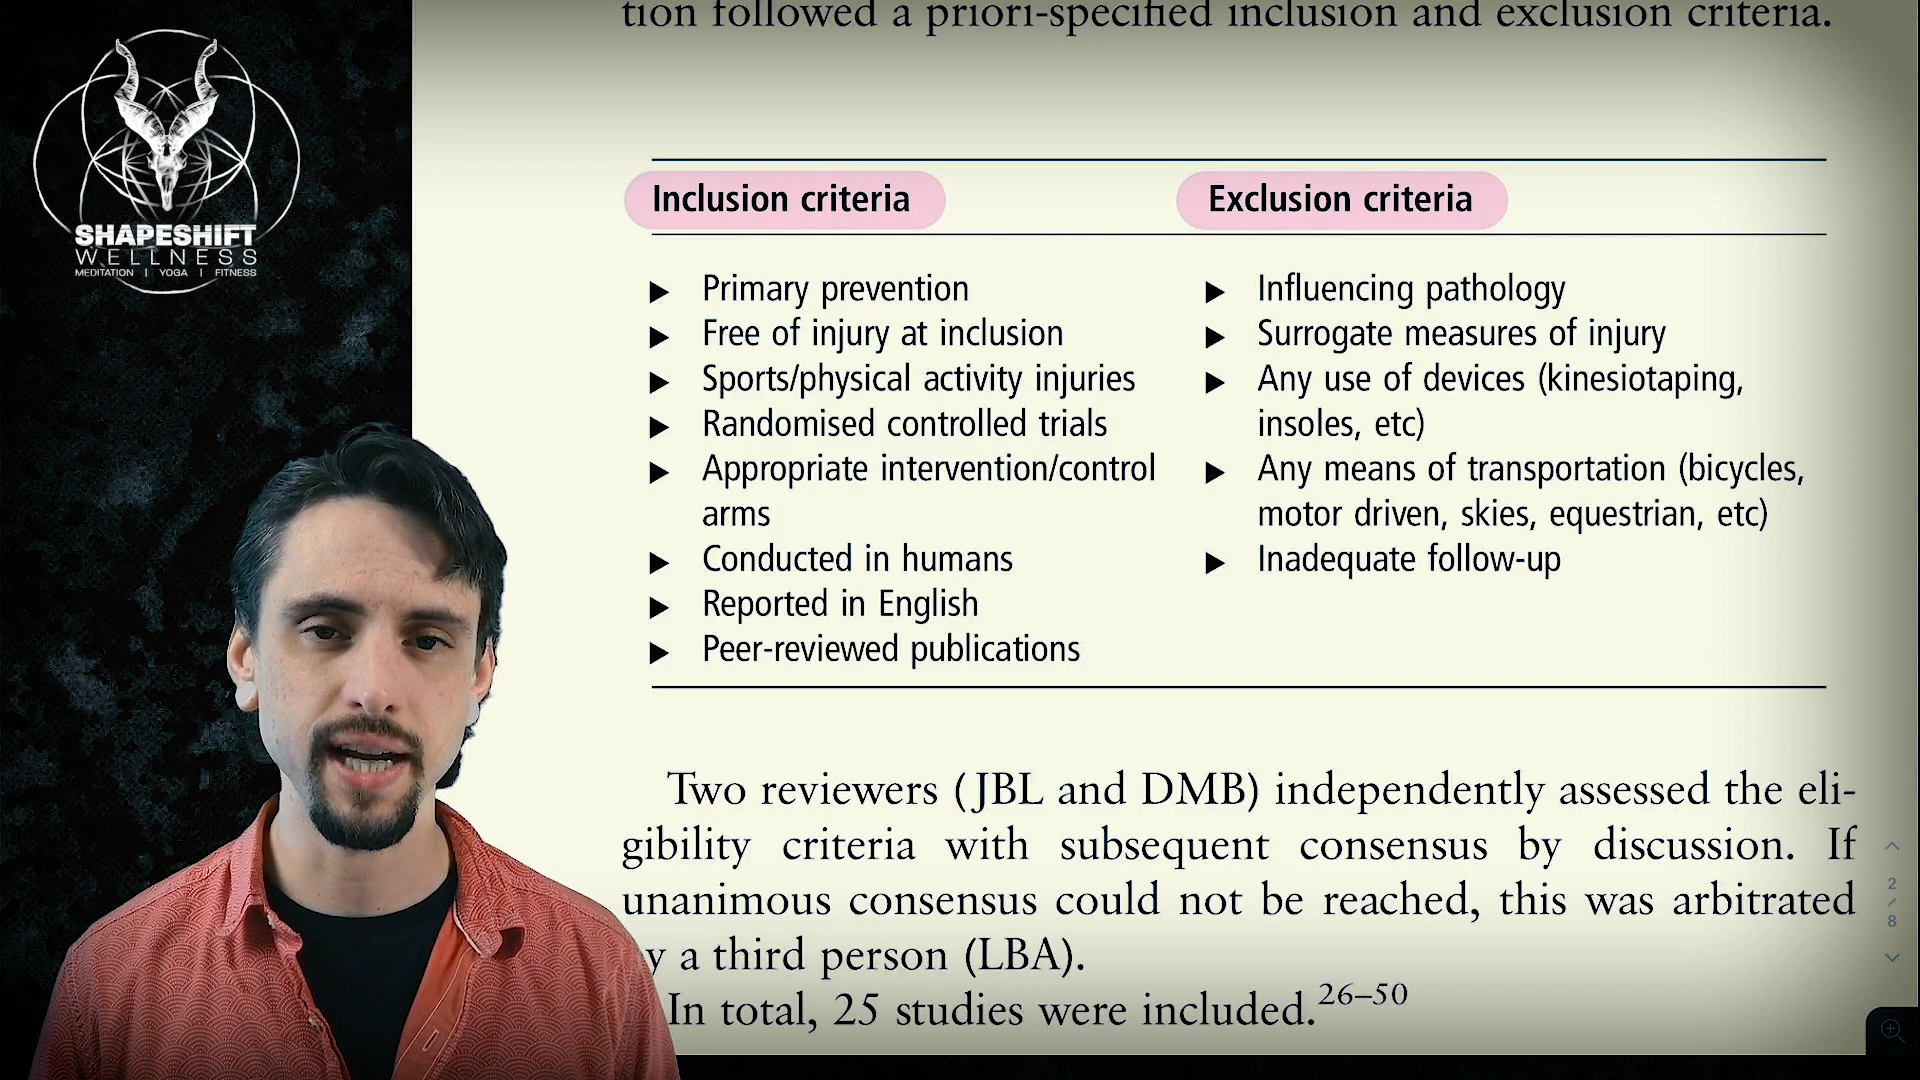 tion followed a priori-specified inclusion and exclusion criteria.
SHAPESHIFT
WELLNESS
MEDITATION | YOGA | FITNESS
Inclusion criteria
Exclusion criteria
▶ Primary prevention
▶ Free of injury at inclusion
▶ Sports/physical activity injuries
▶ Randomised controlled trials
▶ Appropriate intervention/control
arms
▶ Conducted in humans
▶ Reported in English
▶ Peer-reviewed publications
▶ Influencing pathology
▶ Surrogate measures of injury
▶ Any use of devices (kinesiotaping,
insoles, etc)
▶ Any means of transportation (bicycles,
motor driven, skies, equestrian, etc)
▶ Inadequate follow-up
Two reviewers (JBL and DMB) independently assessed the eli-
gibility criteria with subsequent consensus by discussion. If
unanimous consensus could not be reached, this was arbitrated
y a third person (LBA).
In total, 25 studies were included.26–50
2
/
8